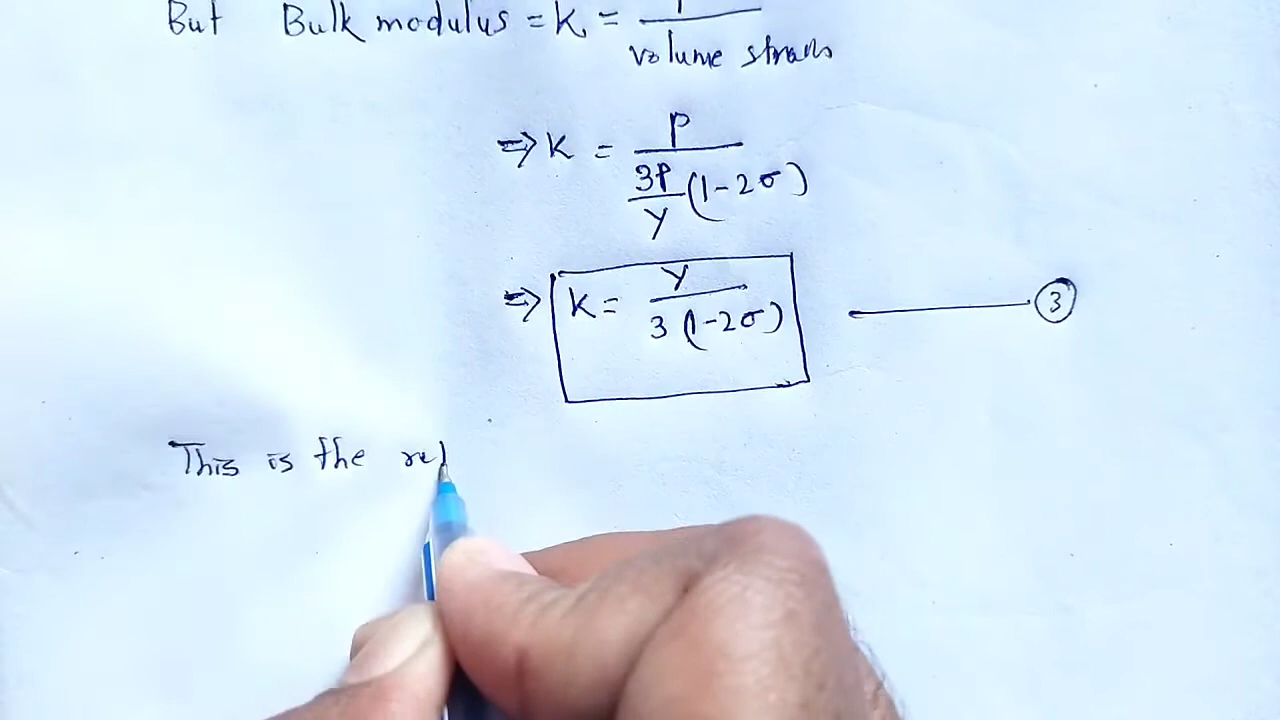 But Bulk modulus = K = P / volume strain
⇒ K = P / (3P/Y (1-2σ))
⇒ K = Y / 3(1-2σ) ——— ③
This is the rel